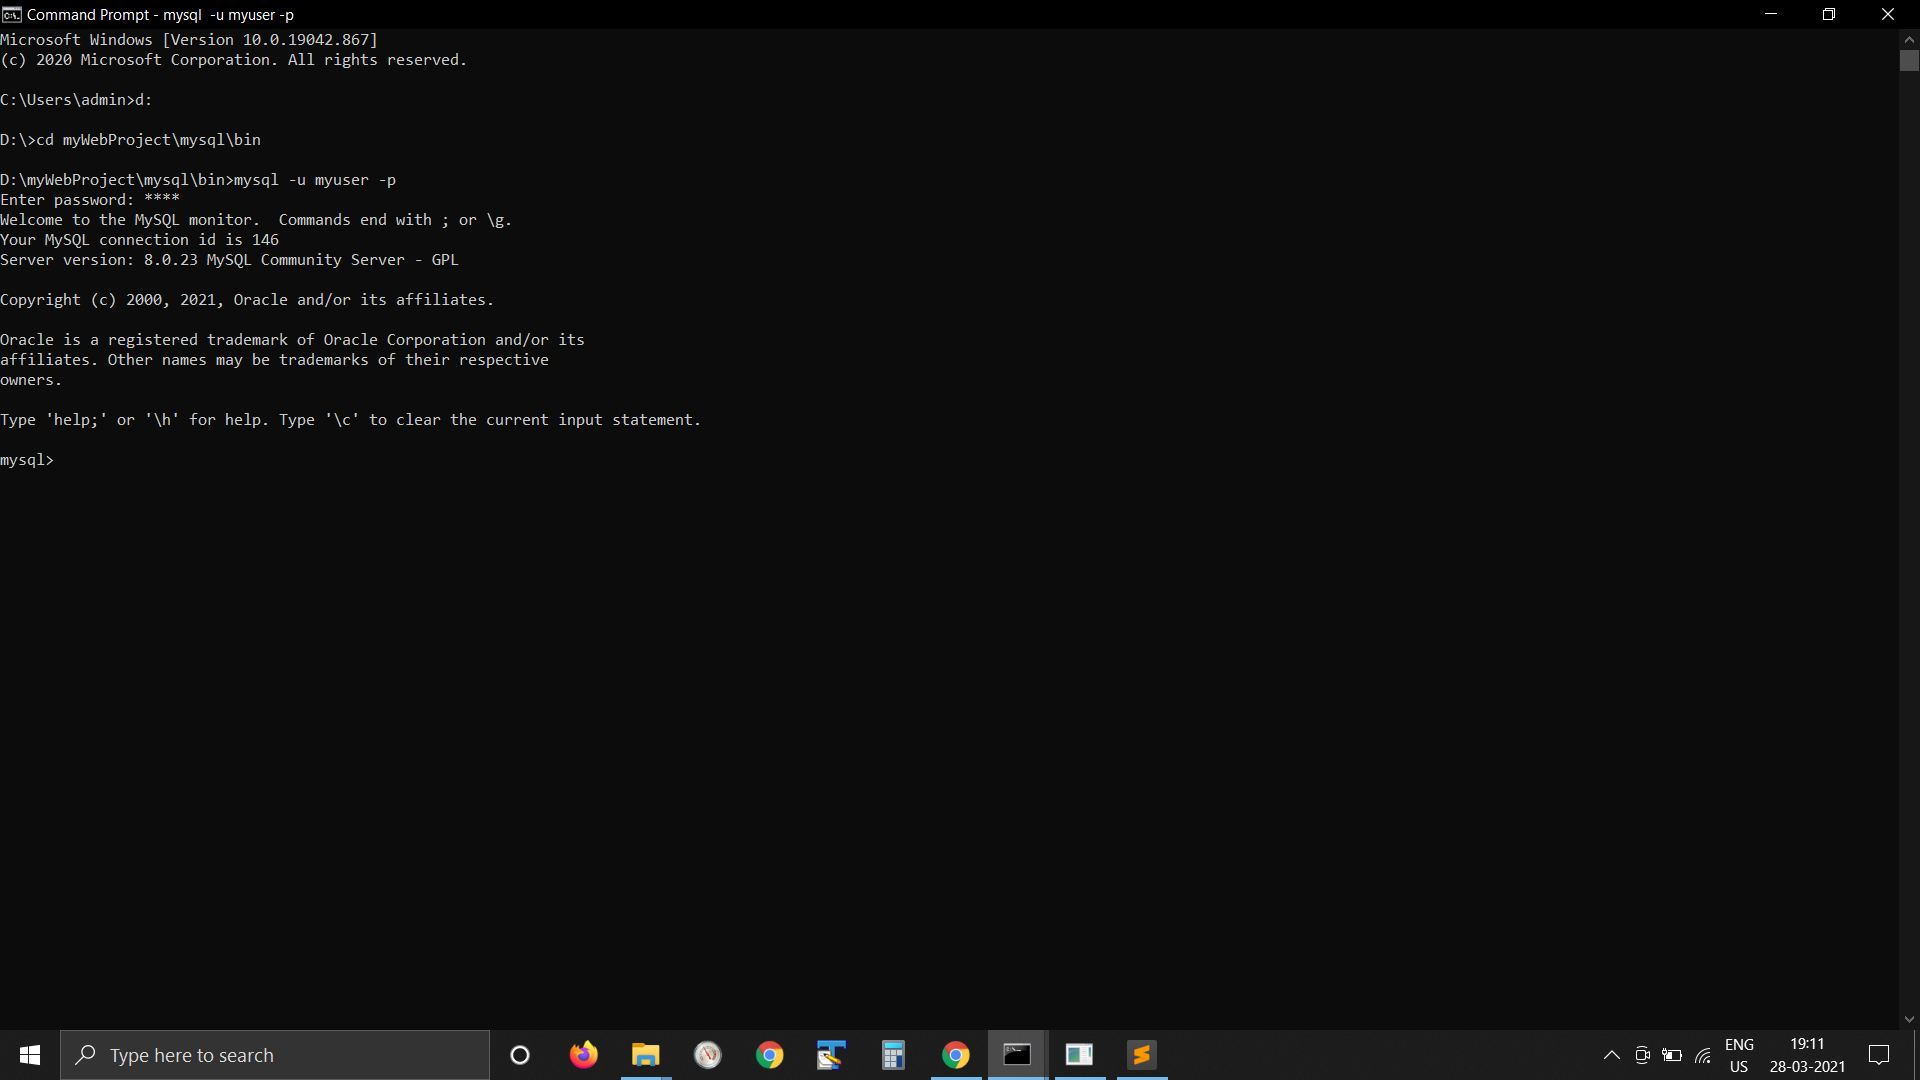 Command Prompt - mysql  -u myuser -p
Microsoft Windows [Version 10.0.19042.867]
(c) 2020 Microsoft Corporation. All rights reserved.
C:\Users\admin>d:
D:\>cd myWebProject\mysql\bin
D:\myWebProject\mysql\bin>mysql -u myuser -p
Enter password: ****
Welcome to the MySQL monitor.  Commands end with ; or \g.
Your MySQL connection id is 146
Server version: 8.0.23 MySQL Community Server - GPL
Copyright (c) 2000, 2021, Oracle and/or its affiliates.
Oracle is a registered trademark of Oracle Corporation and/or its
affiliates. Other names may be trademarks of their respective
owners.
Type 'help;' or '\h' for help. Type '\c' to clear the current input statement.
mysql>
Type here to search
ENG
US
19:11
28-03-2021